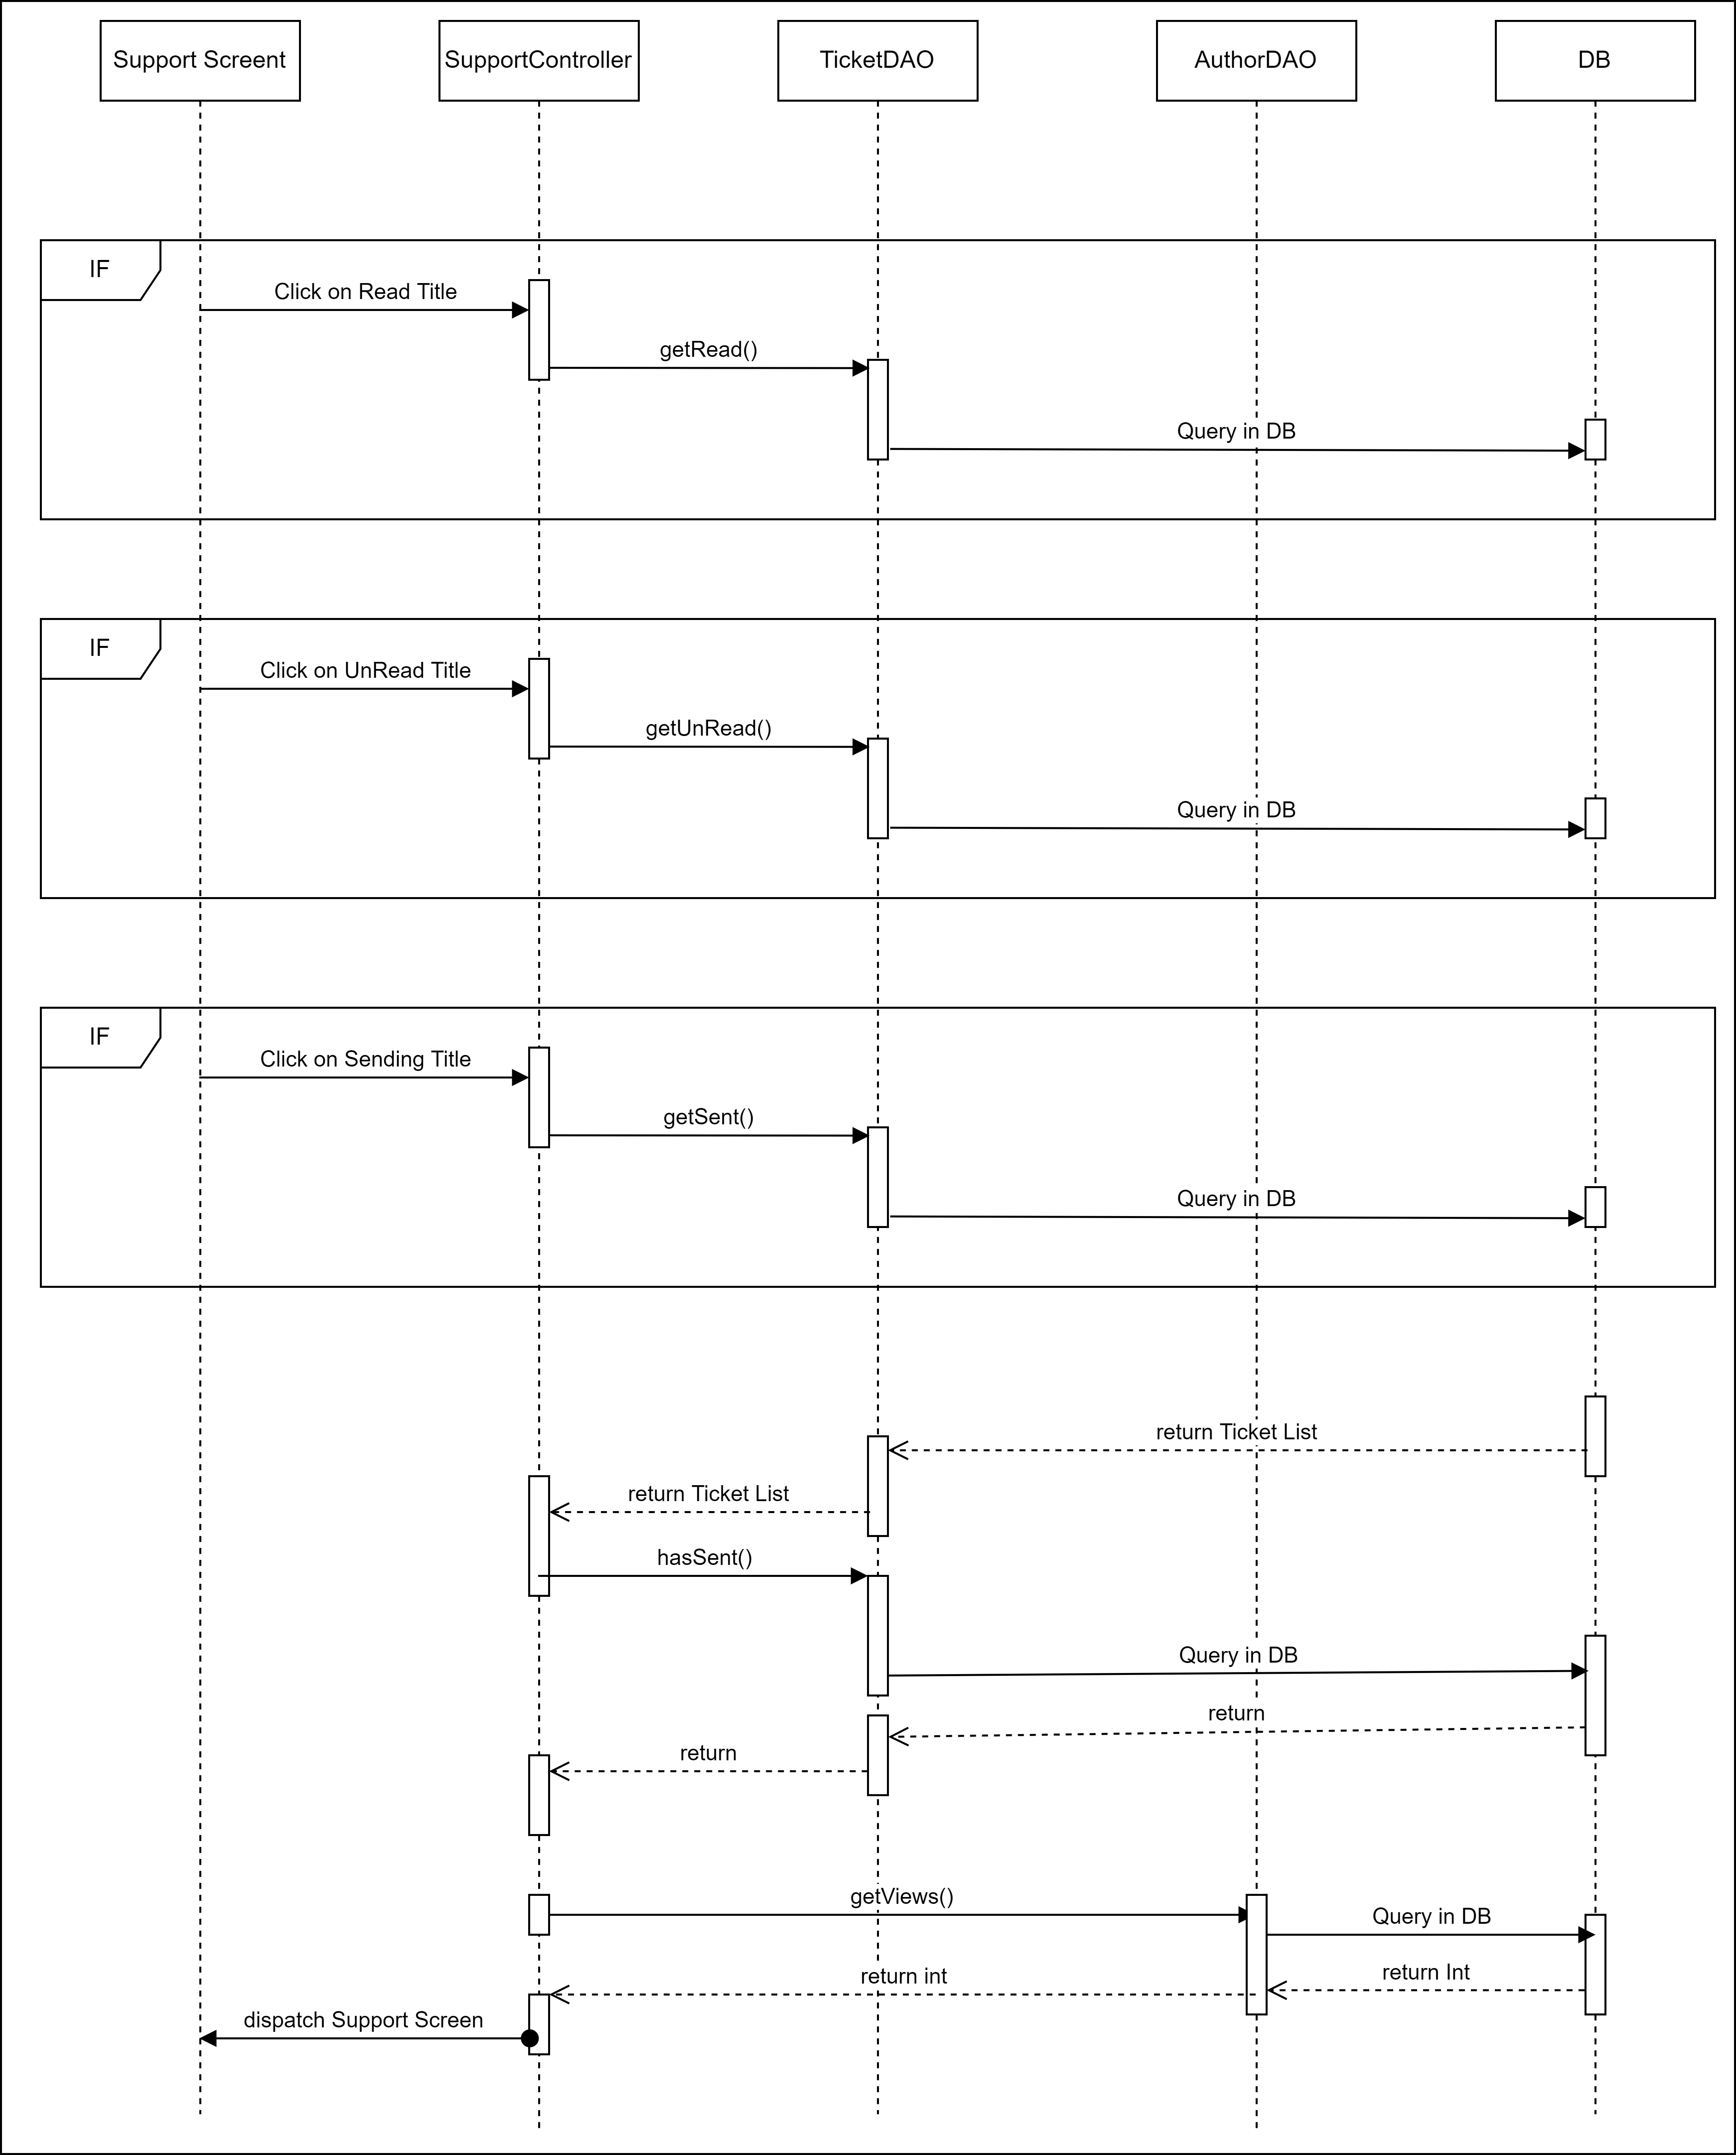 Support Screent
SupportController
TicketDAO
AuthorDAO
DB
IF
Click on Read Title
getRead()
Query in DB
IF
Click on UnRead Title
getUnRead()
Query in DB
IF
Click on Sending Title
getSent()
Query in DB
return Ticket List
return Ticket List
hasSent()
Query in DB
return
return
getViews()
Query in DB
return Int
return int
dispatch Support Screen